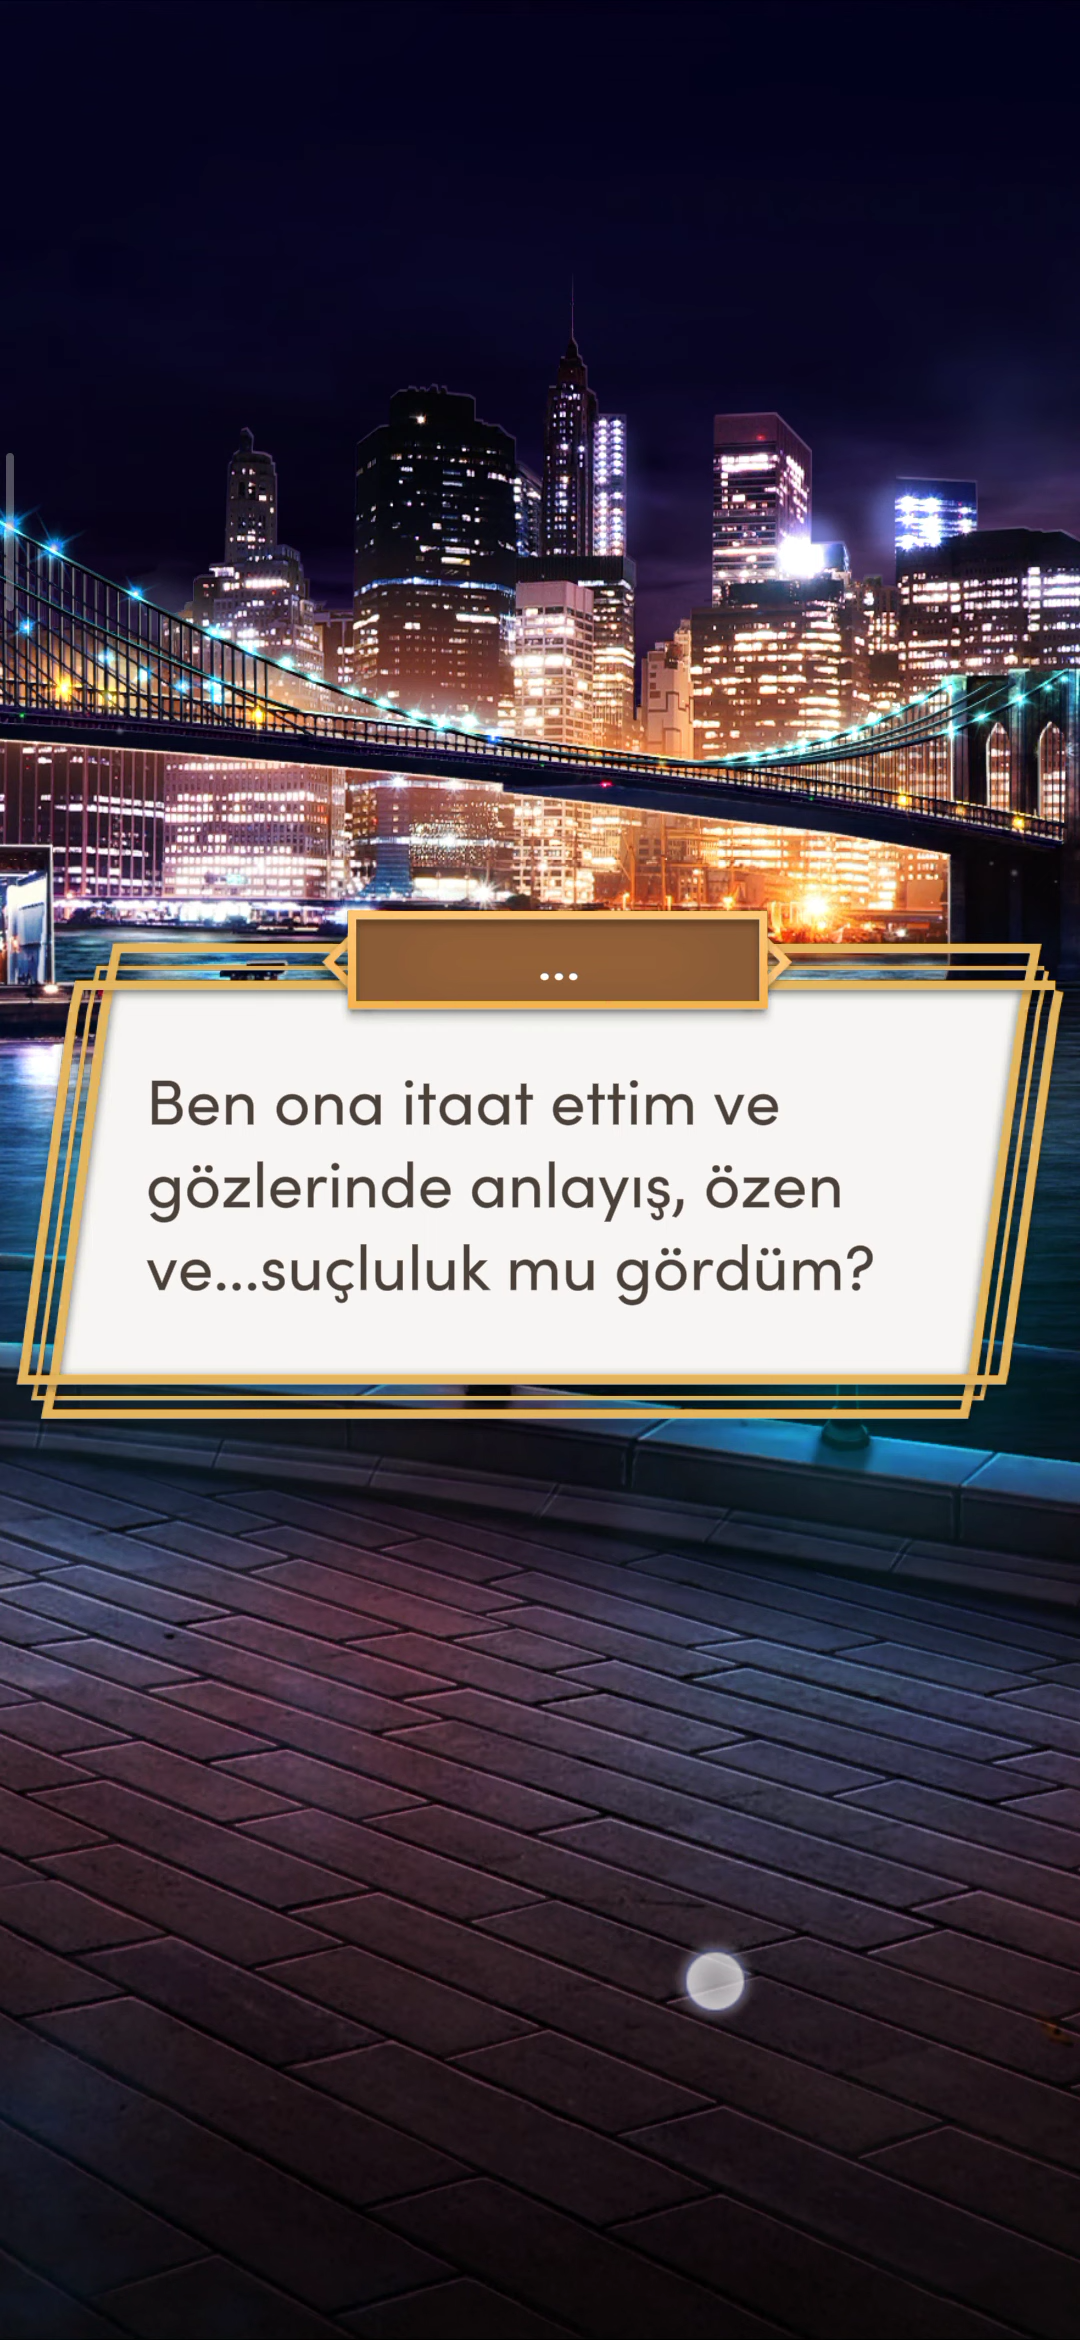 ...
Ben ona itaat ettim ve
gözlerinde anlayış, özen
ve...suçluluk mu gördüm?